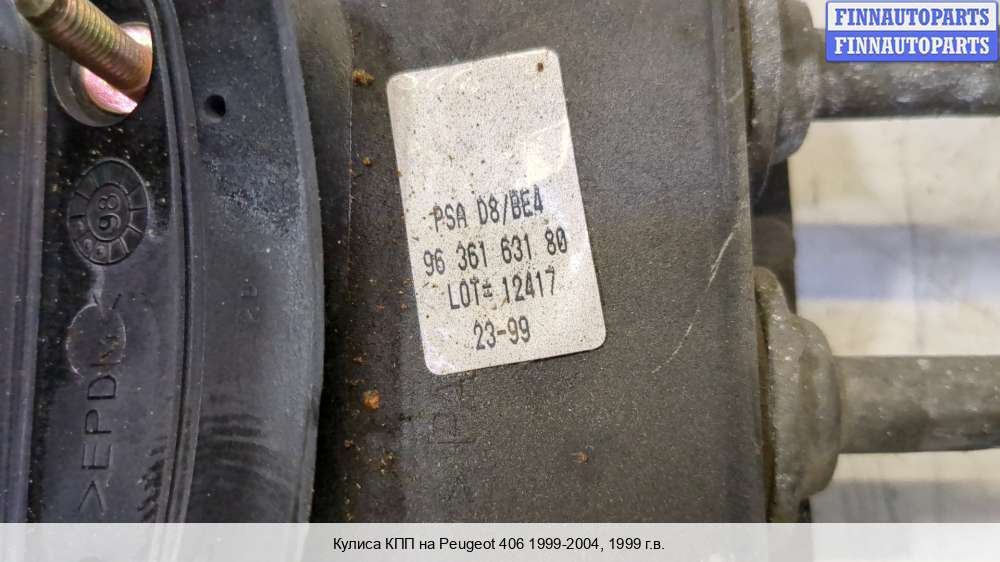 FINNAUTOPARTS
FINNAUTOPARTS
PSA D8/BE4
96 361 631 80
LOT= 12417
23-99
98
>EPDM<
Кулиса КПП на Peugeot 406 1999-2004, 1999 г.в.